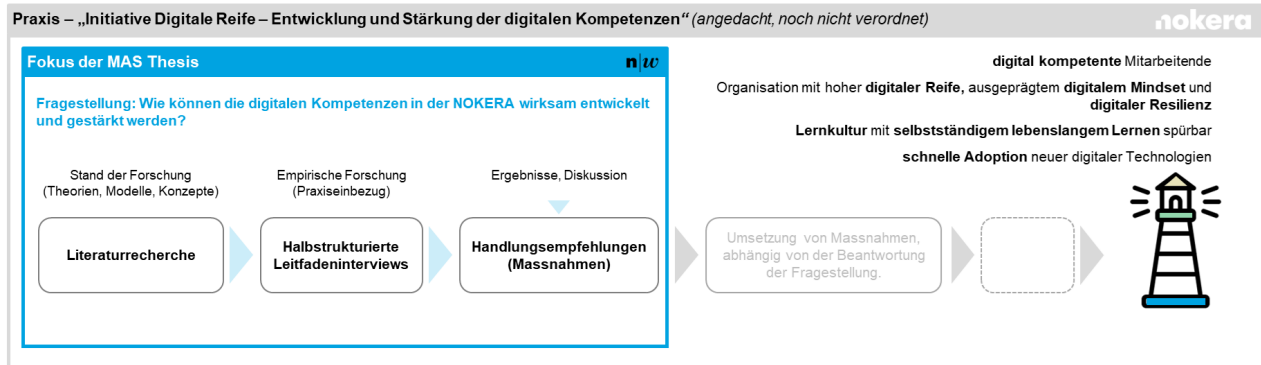 Praxis – „Initiative Digitale Reife – Entwicklung und Stärkung der digitalen Kompetenzen“ (angedacht, noch nicht verordnet)
nokera
Fokus der MAS Thesis
n|w
Fragestellung: Wie können die digitalen Kompetenzen in der NOKERA wirksam entwickelt
und gestärkt werden?
Stand der Forschung
(Theorien, Modelle, Konzepte)
Empirische Forschung
(Praxiseinbezug)
Ergebnisse, Diskussion
Literaturrecherche
Halbstrukturierte
Leitfadeninterviews
Handlungsempfehlungen
(Massnahmen)
Umsetzung von Massnahmen,
abhängig von der Beantwortung
der Fragestellung.
digital kompetente Mitarbeitende
Organisation mit hoher digitaler Reife, ausgeprägtem digitalem Mindset und
digitaler Resilienz
Lernkultur mit selbstständigem lebenslangem Lernen spürbar
schnelle Adoption neuer digitaler Technologien